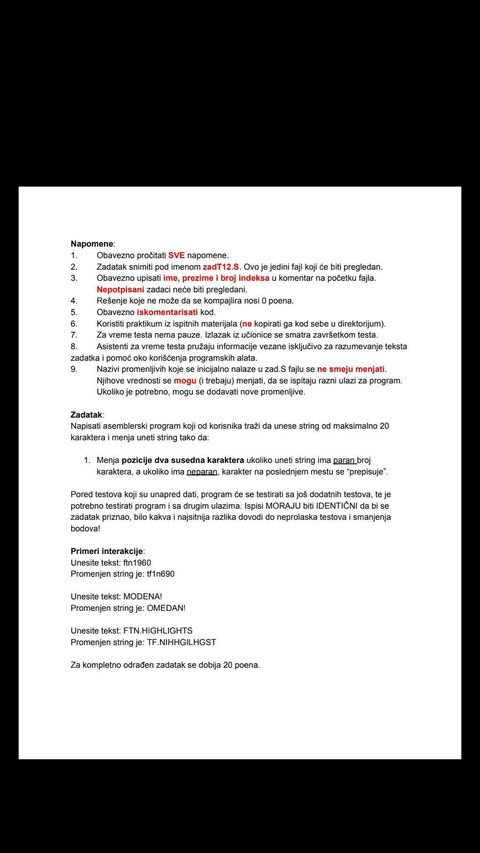 Napomene:
1. Obavezno pročitati SVE napomene.
2. Zadatak snimiti pod imenom zadT12.S. Ovo je jedini fajl koji će biti pregledan.
3. Obavezno upisati ime, prezime i broj indeksa u komentar na početku fajla.
Nepotpisani zadaci neće biti pregledani.
4. Rešenje koje ne može da se kompajlira nosi 0 poena.
5. Obavezno iskomentarisati kod.
6. Koristiti praktikum iz ispitnih materijala (ne kopirati ga kod sebe u direktorijum).
7. Za vreme testa nema pauze. Izlazak iz učionice se smatra završetkom testa.
8. Asistenti za vreme testa pružaju informacije vezane isključivo za razumevanje teksta
zadatka i pomoć oko korišćenja programskih alata.
9. Nazivi promenljivih koje se inicijalno nalaze u zad.S fajlu se ne smeju menjati.
Njihove vrednosti se mogu (i trebaju) menjati, da se ispitaju razni ulazi za program.
Ukoliko je potrebno, mogu se dodavati nove promenljive.
Zadatak:
Napisati asemblerski program koji od korisnika traži da unese string od maksimalno 20
karaktera i menja uneti string tako da:
1. Menja pozicije dva susedna karaktera ukoliko uneti string ima paran broj
karaktera, a ukoliko ima neparan, karakter na poslednjem mestu se “prepisuje”.
Pored testova koji su unapred dati, program će se testirati sa još dodatnih testova, te je
potrebno testirati program i sa drugim ulazima. Ispisi MORAJU biti IDENTIČNI da bi se
zadatak priznao, bilo kakva i najsitnija razlika dovodi do neprolaska testova i smanjenja
bodova!
Primeri interakcije:
Unesite tekst: ftn1960
Promenjen string je: tf1n690
Unesite tekst: MODENA!
Promenjen string je: OMEDAN!
Unesite tekst: FTN.HIGHLIGHTS
Promenjen string je: TF.NIHHGILHGST
Za kompletno odrađen zadatak se dobija 20 poena.